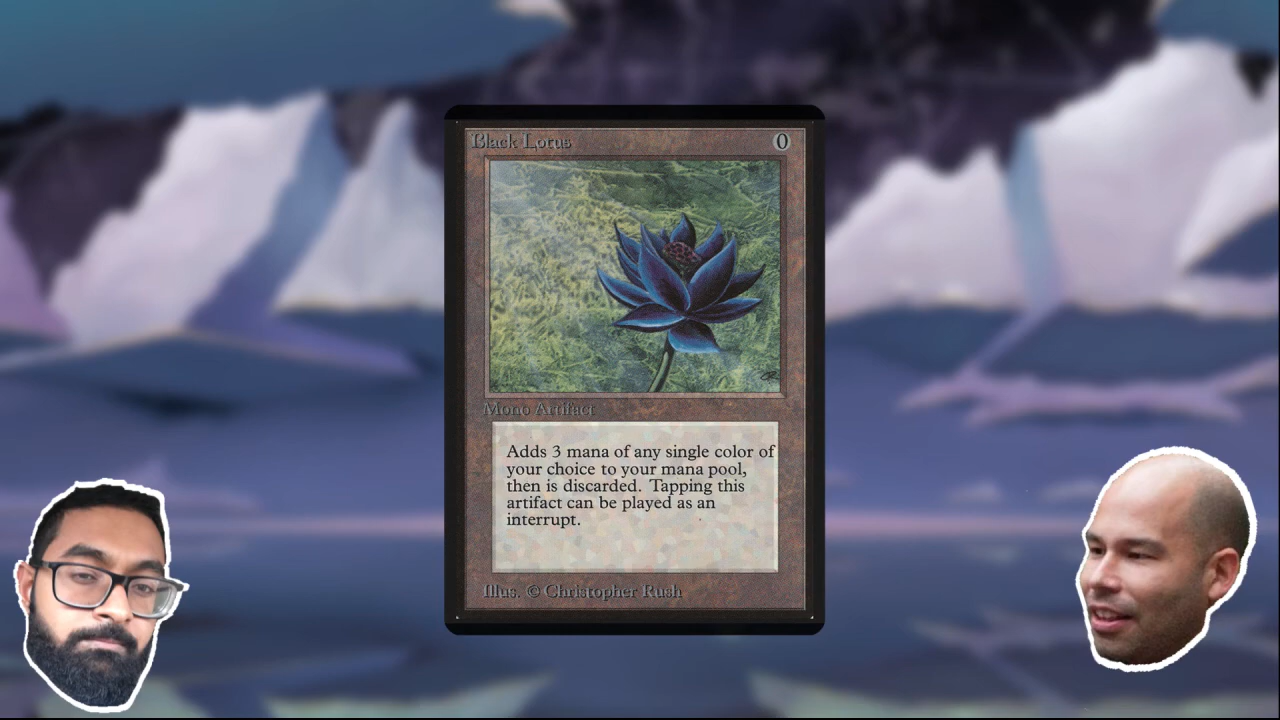 Black Lotus 0
Mono Artifact
Adds 3 mana of any single color of
your choice to your mana pool,
then is discarded. Tapping this
artifact can be played as an
interrupt.
Illus. © Christopher Rush